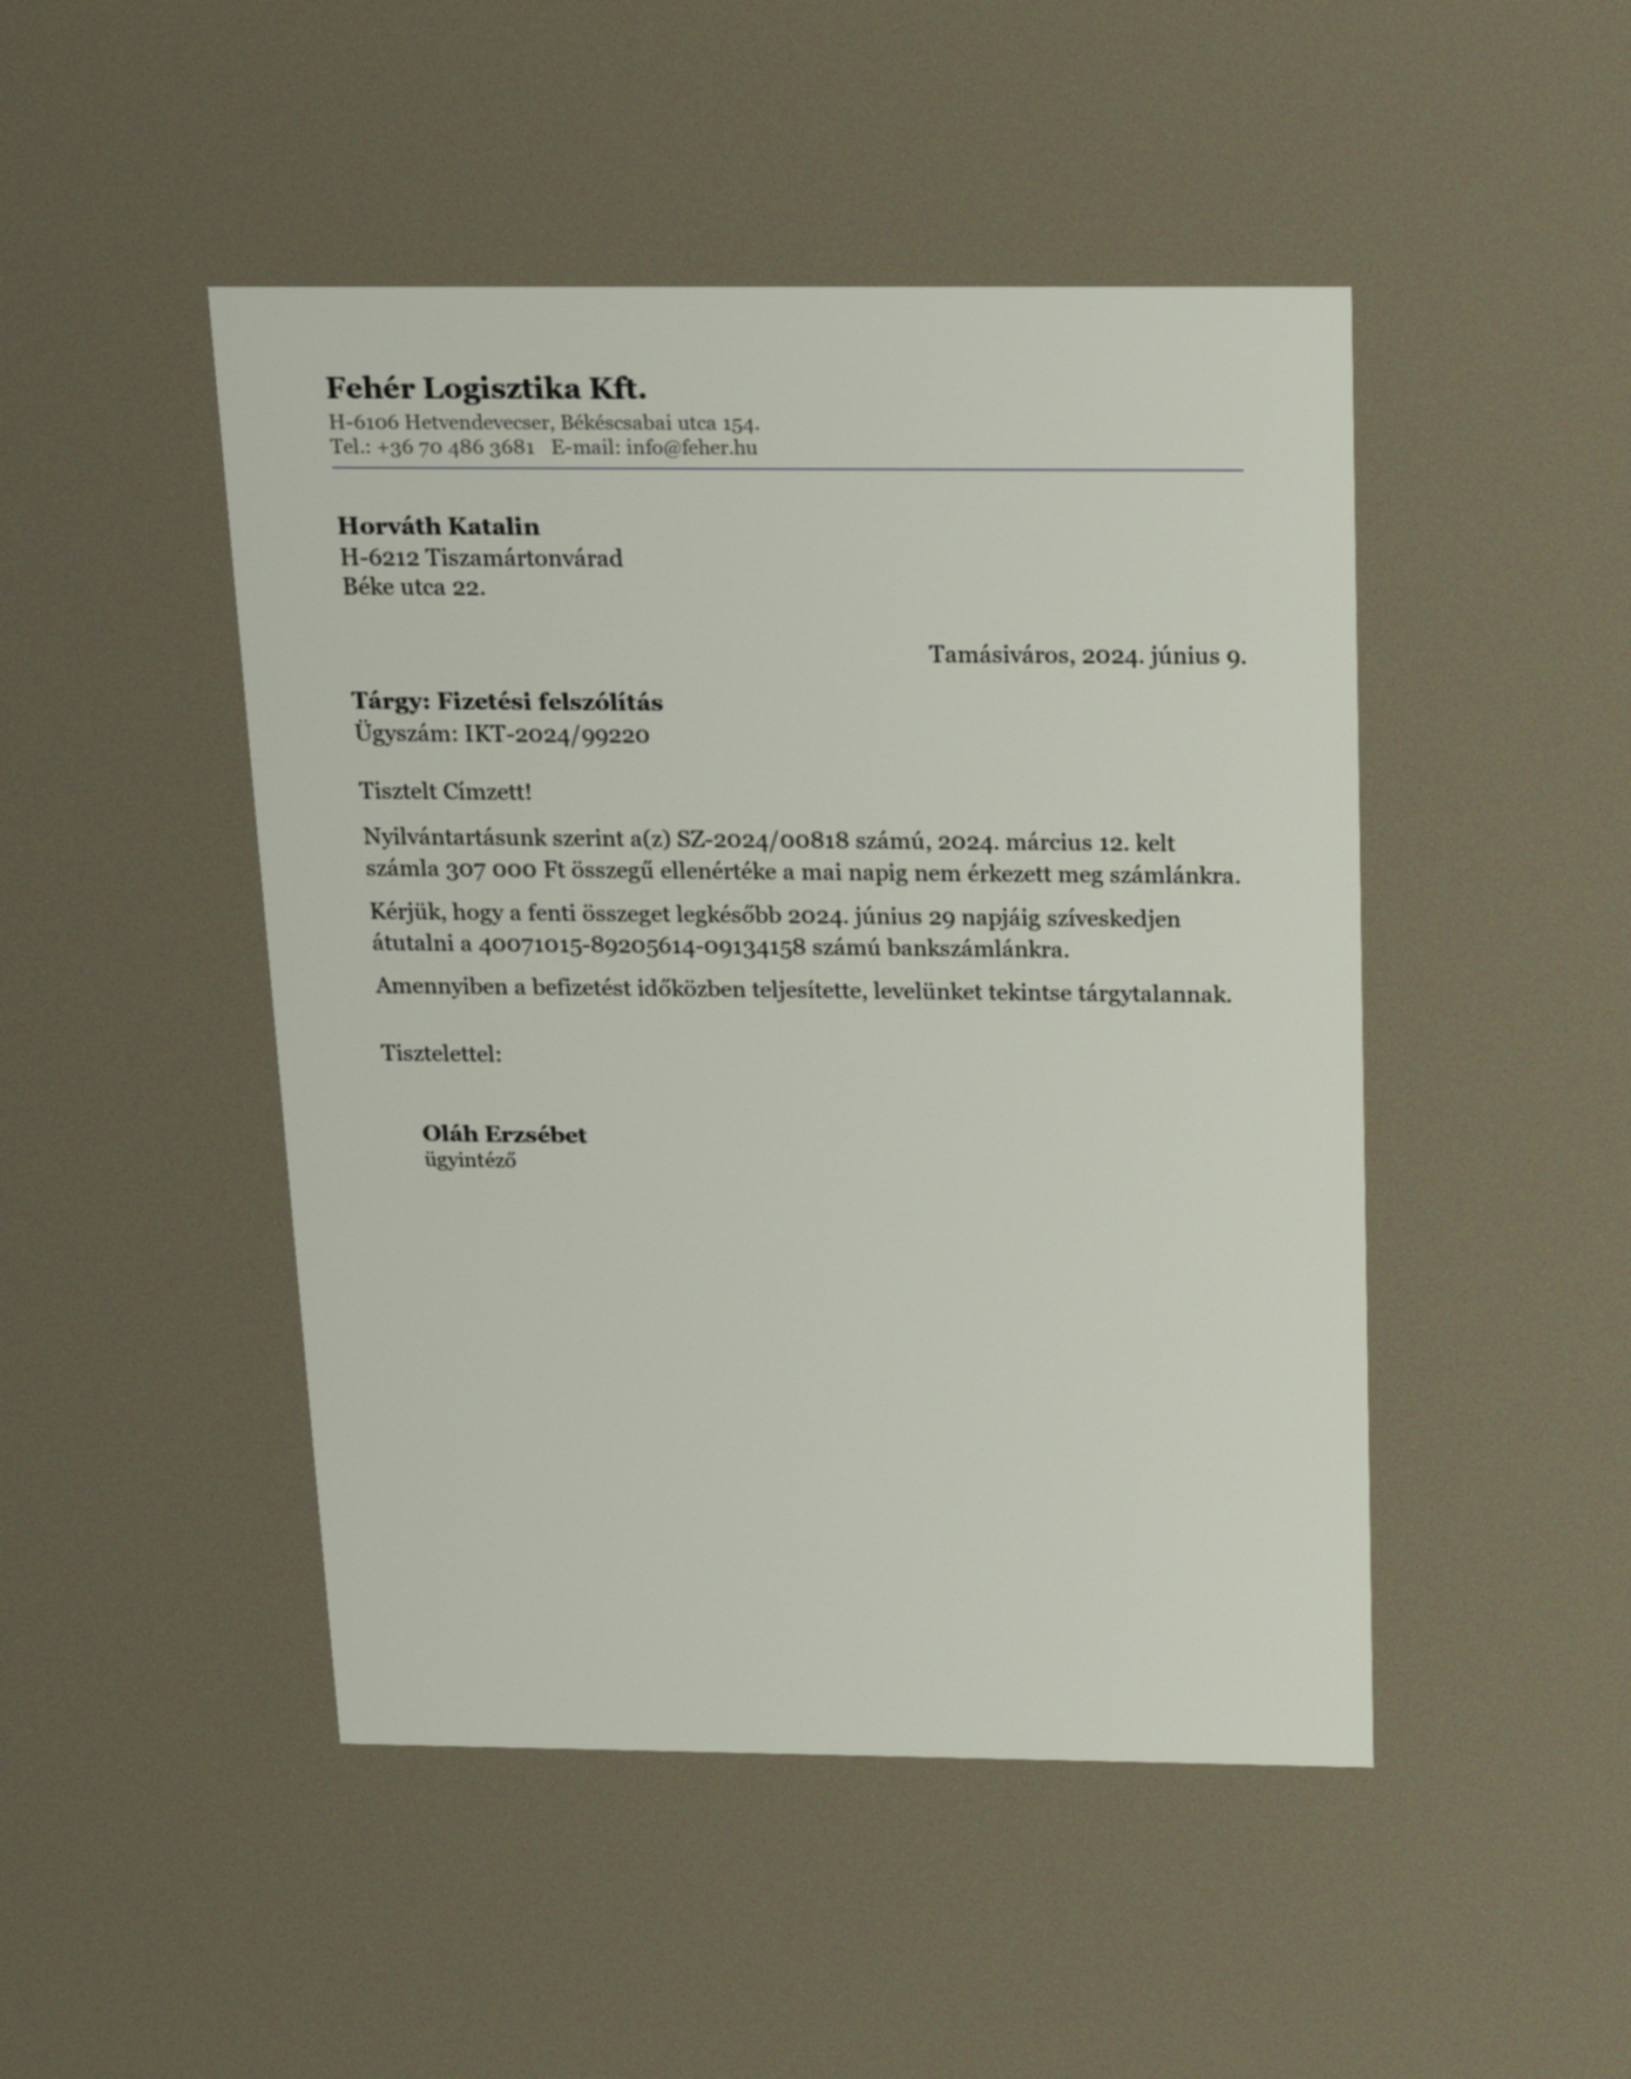 Fehér Logisztika Kft.
H-6106 Hetvendevecser, Békéscsabai utca 154.
Tel.: +36 70 486 3681   E-mail: info@feher.hu
Horváth Katalin
H-6212 Tiszamártonvárad
Béke utca 22.
Tamásiváros, 2024. június 9.
Tárgy: Fizetési felszólítás
Ügyszám: IKT-2024/99220
Tisztelt Címzett!
Nyilvántartásunk szerint a(z) SZ-2024/00818 számú, 2024. március 12. kelt
számla 307 000 Ft összegű ellenértéke a mai napig nem érkezett meg számlánkra.
Kérjük, hogy a fenti összeget legkésőbb 2024. június 29 napjáig szíveskedjen
átutalni a 40071015-89205614-09134158 számú bankszámlánkra.
Amennyiben a befizetést időközben teljesítette, levelünket tekintse tárgytalannak.
Tisztelettel:
Oláh Erzsébet
ügyintéző